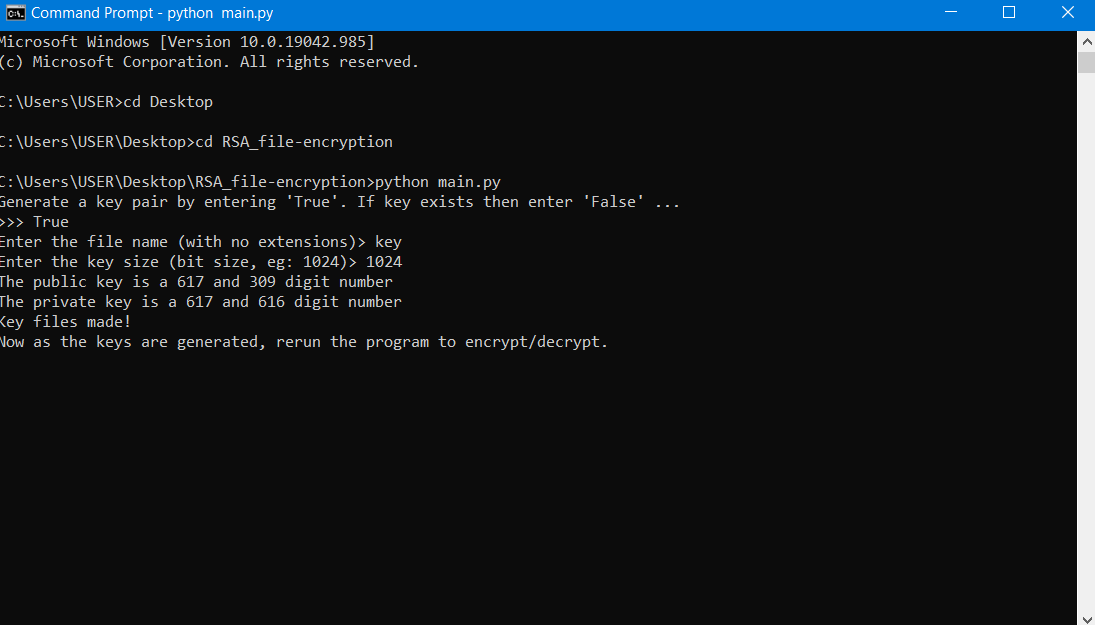 Command Prompt - python  main.py
Microsoft Windows [Version 10.0.19042.985]
(c) Microsoft Corporation. All rights reserved.
C:\Users\USER>cd Desktop
C:\Users\USER\Desktop>cd RSA_file-encryption
C:\Users\USER\Desktop\RSA_file-encryption>python main.py
Generate a key pair by entering 'True'. If key exists then enter 'False' ...
>>> True
Enter the file name (with no extensions)> key
Enter the key size (bit size, eg: 1024)> 1024
The public key is a 617 and 309 digit number
The private key is a 617 and 616 digit number
Key files made!
Now as the keys are generated, rerun the program to encrypt/decrypt.